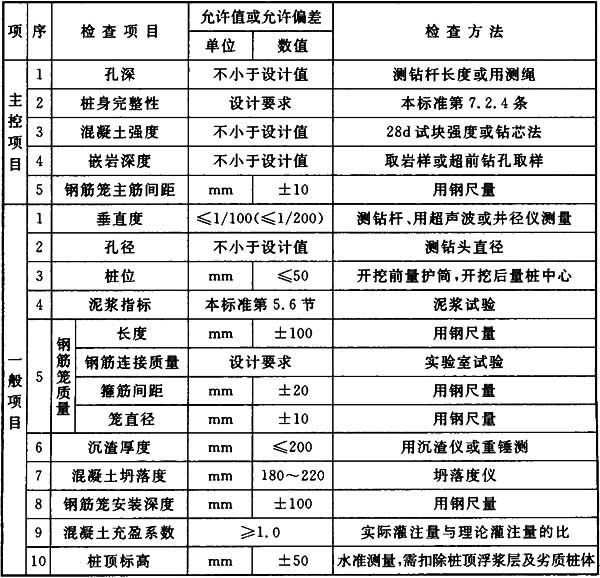 项 序 检查项目 允许值或允许偏差 检查方法
单位 数值
主控项目
1 孔深 不小于设计值 测钻杆长度或用测绳
2 桩身完整性 设计要求 本标准第7.2.4条
3 混凝土强度 不小于设计值 28d试块强度或钻芯法
4 嵌岩深度 不小于设计值 取岩样或超前钻孔取样
5 钢筋笼主筋间距 mm ±10 用钢尺量
一般项目
1 垂直度 ≤1/100(≤1/200) 测钻杆、用超声波或井径仪测量
2 孔径 不小于设计值 测钻头直径
3 桩位 mm ≤50 开挖前量护筒,开挖后量桩中心
4 泥浆指标 本标准第5.6节 泥浆试验
5 钢筋笼质量 长度 mm ±100 用钢尺量
钢筋连接质量 设计要求 实验室试验
箍筋间距 mm ±20 用钢尺量
笼直径 mm ±10 用钢尺量
6 沉渣厚度 mm ≤200 用沉渣仪或重锤测
7 混凝土坍落度 mm 180~220 坍落度仪
8 钢筋笼安装深度 mm ±100 用钢尺量
9 混凝土充盈系数 ≥1.0 实际灌注量与理论灌注量的比
10 桩顶标高 mm ±50 水准测量,需扣除桩顶浮浆层及劣质桩体